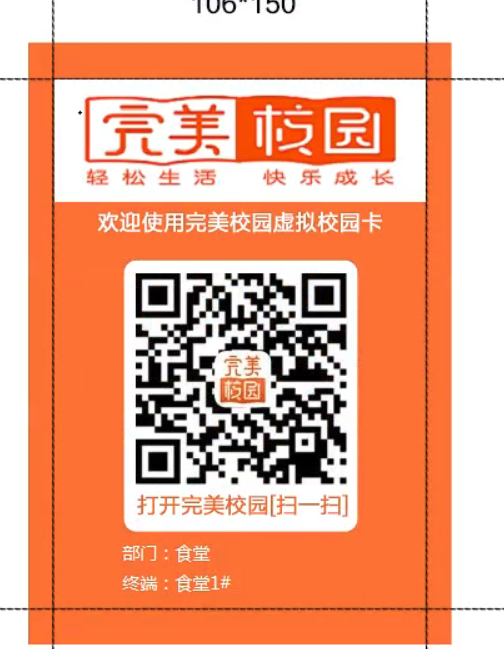 106*150
完美校园
轻松生活 快乐成长
欢迎使用完美校园虚拟校园卡
完美
校园
打开完美校园[扫一扫]
部门：食堂
终端：食堂1#